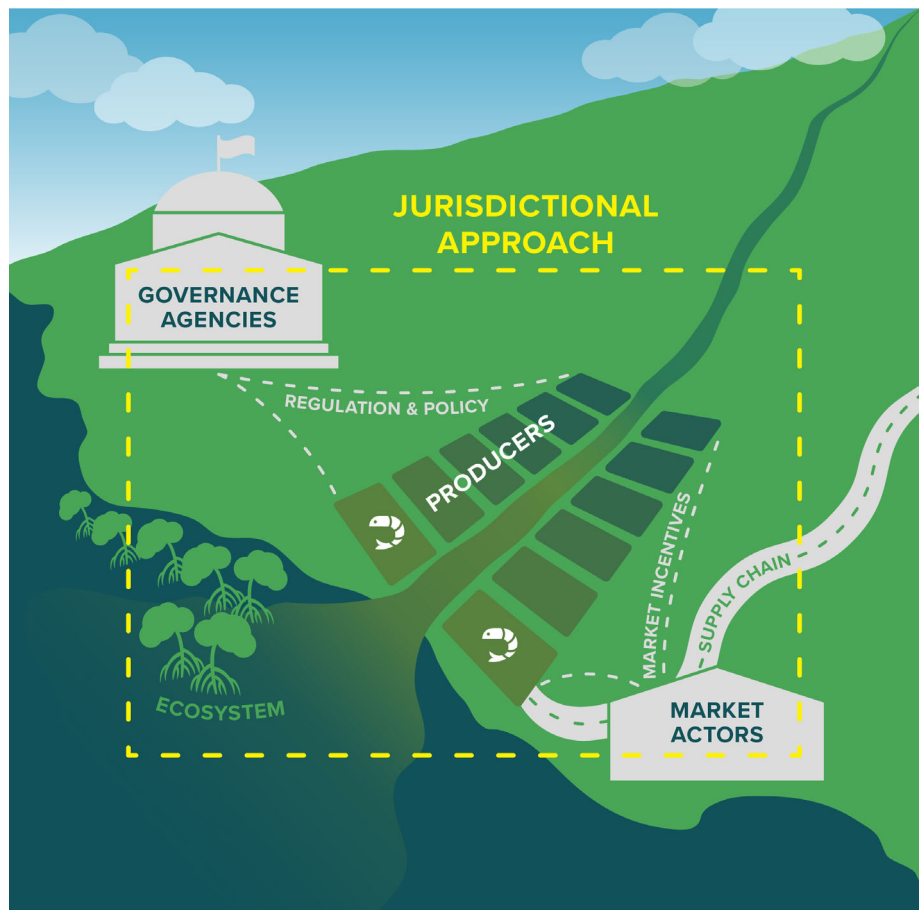 JURISDICTIONAL
APPROACH
GOVERNANCE
AGENCIES
REGULATION & POLICY
PRODUCERS
MARKET INCENTIVES
SUPPLY CHAIN
ECOSYSTEM
MARKET
ACTORS